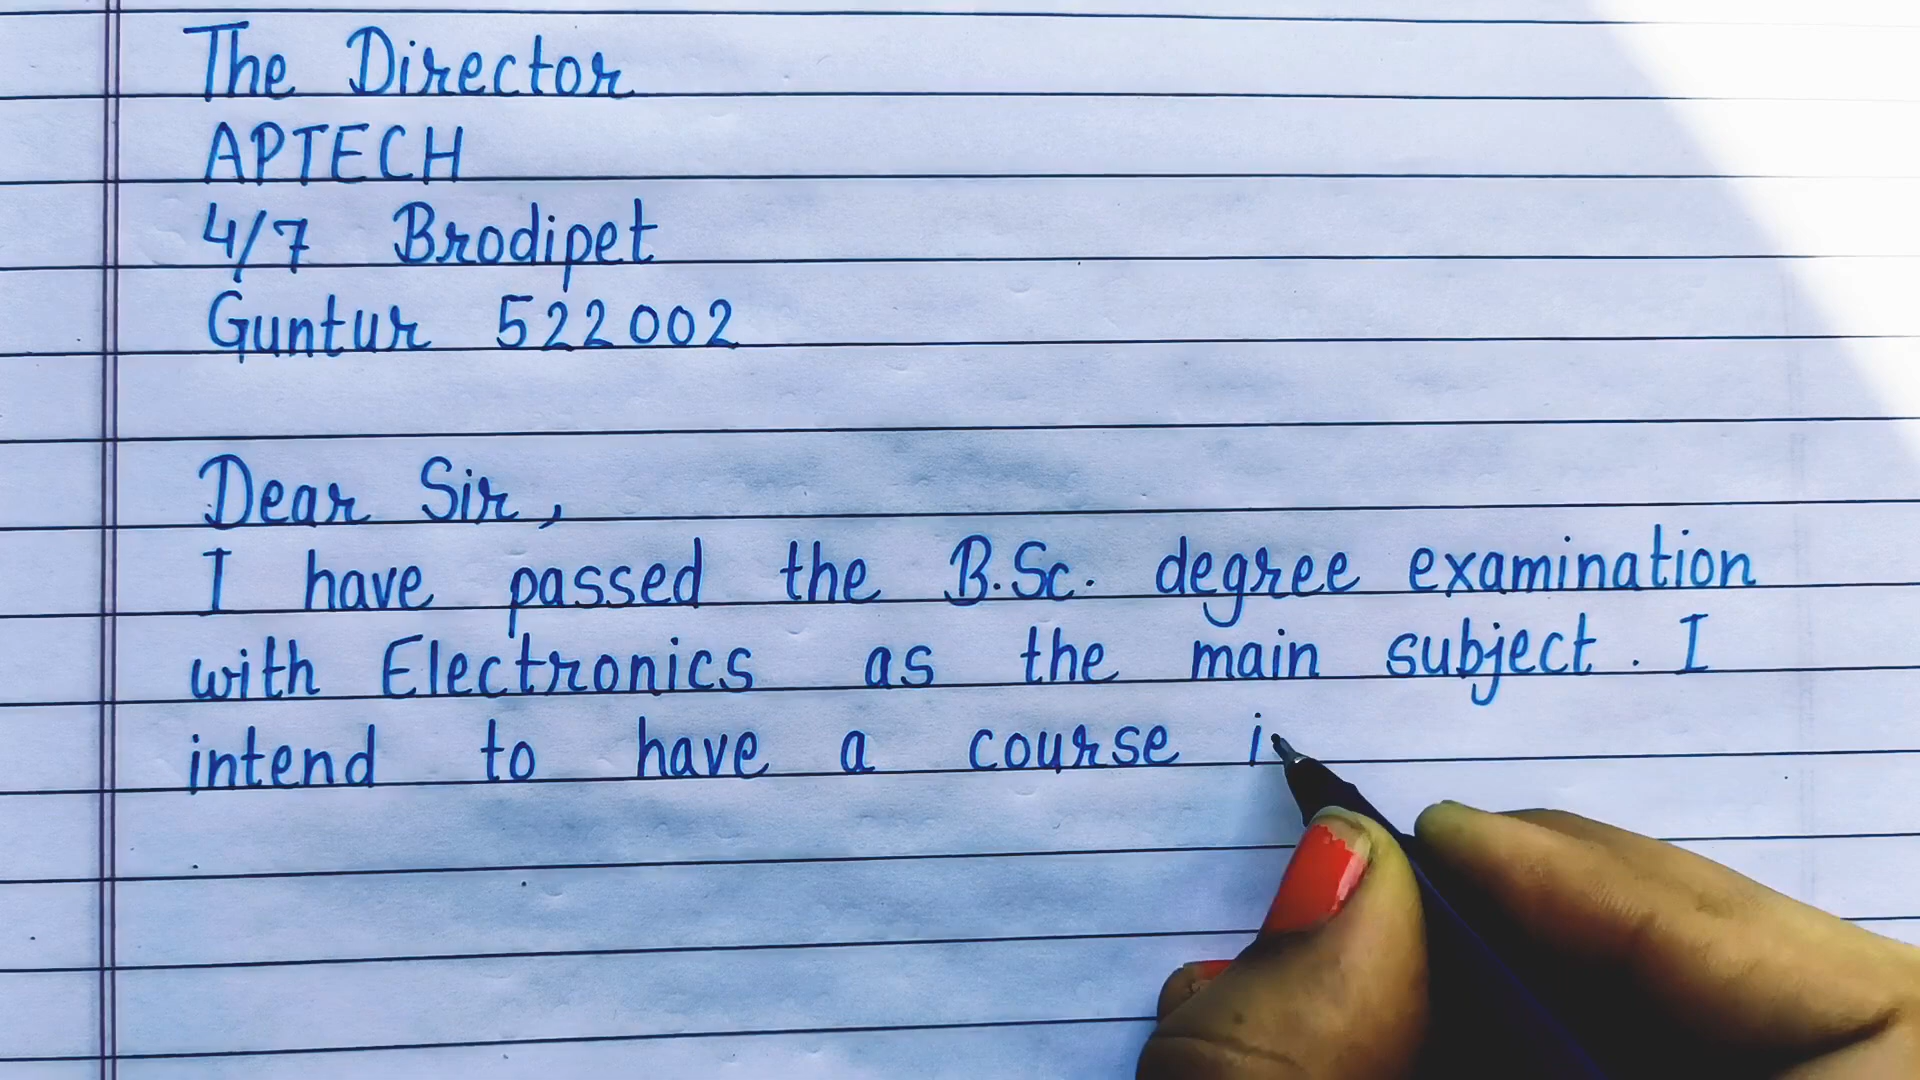 The Director
APTECH
4/7 Brodipet
Guntur 522002
Dear Sir,
I have passed the B.Sc. degree examination
with Electronics as the main subject. I
intend to have a course i